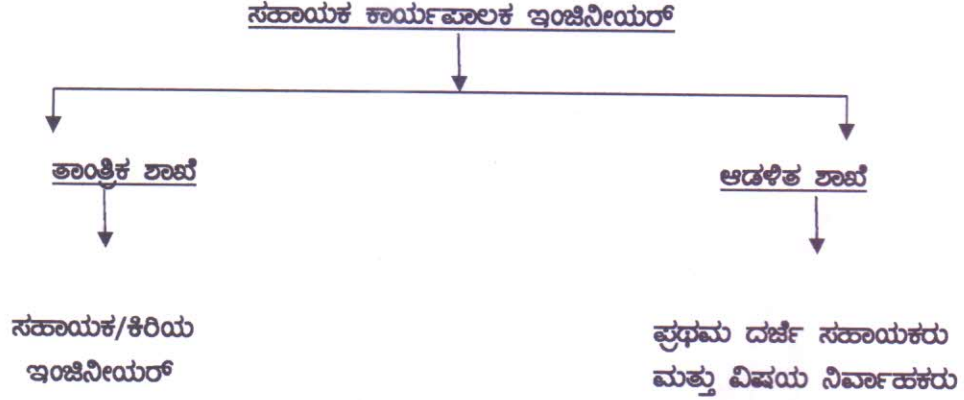 ಸಹಾಯಕ ಕಾರ್ಯಪಾಲಕ ಇಂಜಿನೀಯರ್
ತಾಂತ್ರಿಕ ಶಾಖೆ
ಆಡಳಿತ ಶಾಖೆ
ಸಹಾಯಕ/ಕಿರಿಯ
ಇಂಜಿನೀಯರ್
ಪ್ರಥಮ ದರ್ಜೆ ಸಹಾಯಕರು
ಮತ್ತು ವಿಷಯ ನಿರ್ವಾಹಕರು